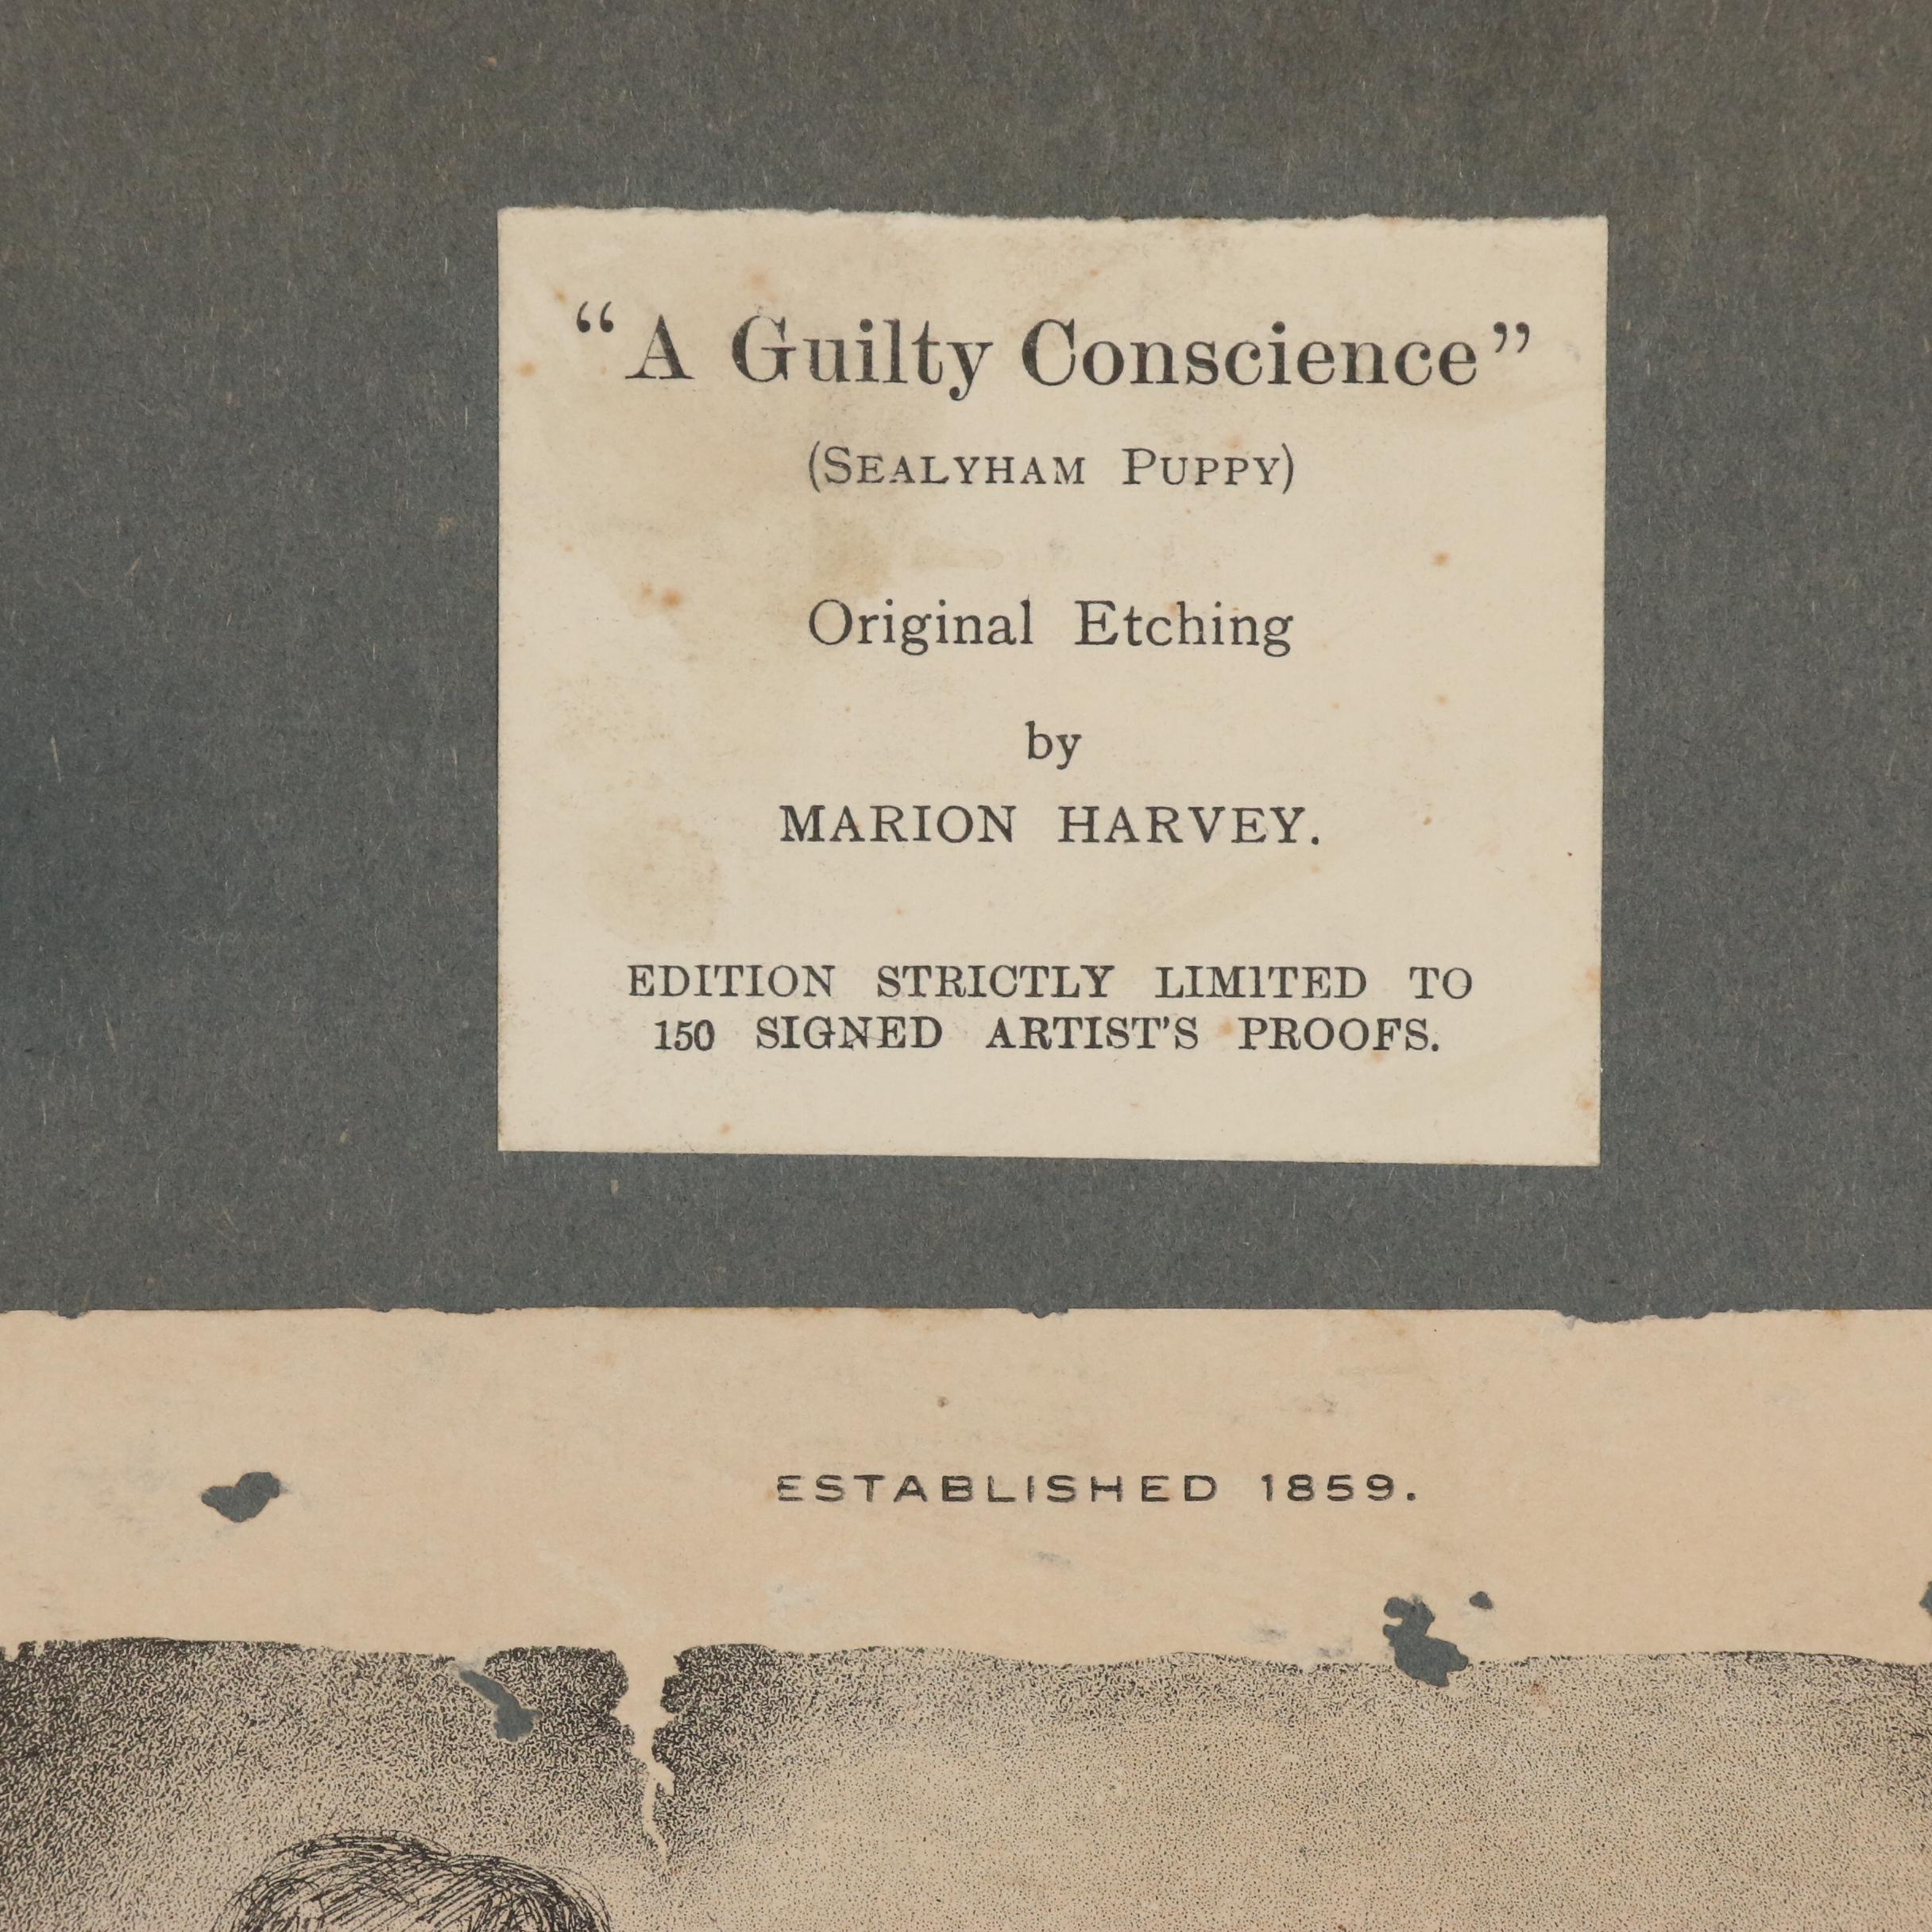 “A Guilty Conscience”
(SEALYHAM PUPPY)
Original Etching
by
MARION HARVEY.
EDITION STRICTLY LIMITED TO
150 SIGNED ARTIST'S PROOFS.
ESTABLISHED 1859.